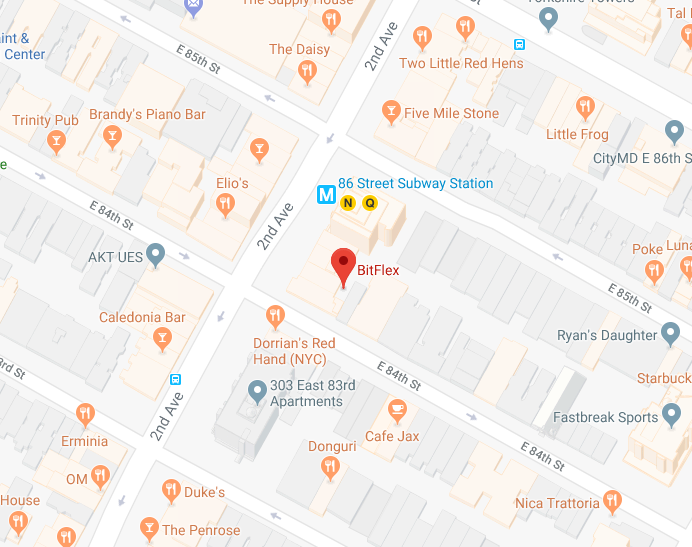 The Supply House
Yorkshire Towers
Tal
aint &
Center
E 85th St
The Daisy
2nd Ave
Two Little Red Hens
Trinity Pub
Brandy's Piano Bar
Five Mile Stone
Little Frog
CityMD E 86th S
e
Elio's
M
86 Street Subway Station
N Q
E 84th St
2nd Ave
AKT UES
BitFlex
Poke
Luna
E 85th St
Caledonia Bar
Dorrian's Red
Hand (NYC)
Ryan's Daughter
3rd St
E 84th St
303 East 83rd
Apartments
Starbuck
2nd Ave
Cafe Jax
Fastbreak Sports
Erminia
Donguri
E 84th St
OM
Duke's
House
Nica Trattoria
The Penrose